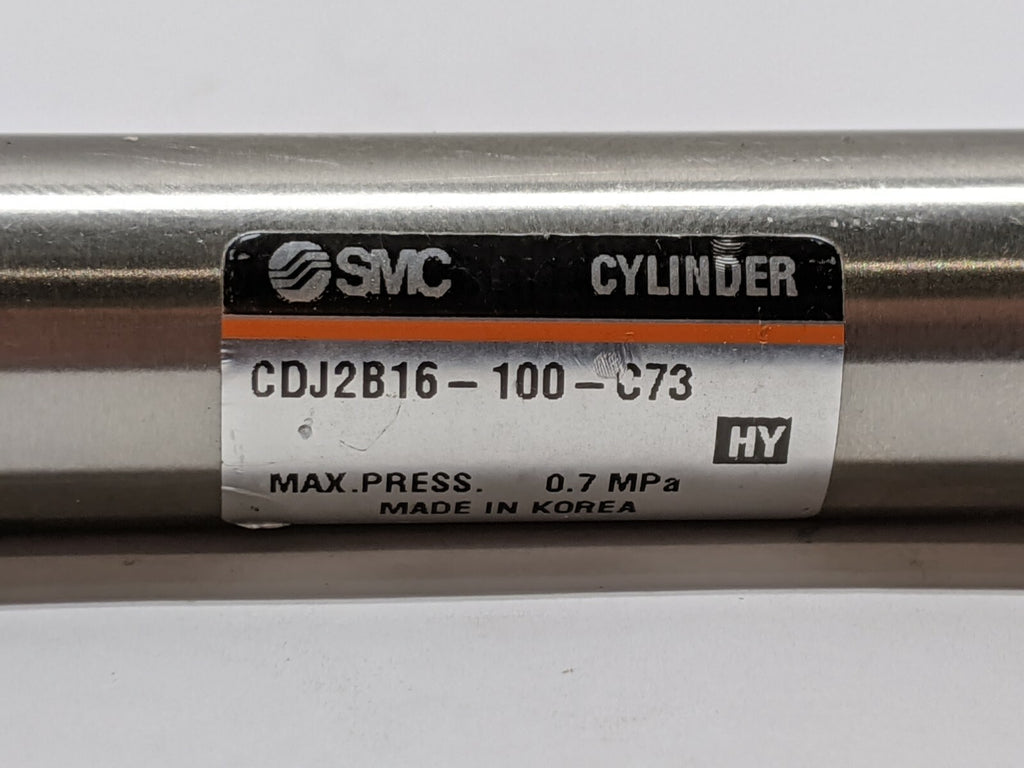 SMC CYLINDER
CDJ2B16-100-C73
HY
MAX.PRESS. 0.7 MPa
MADE IN KOREA